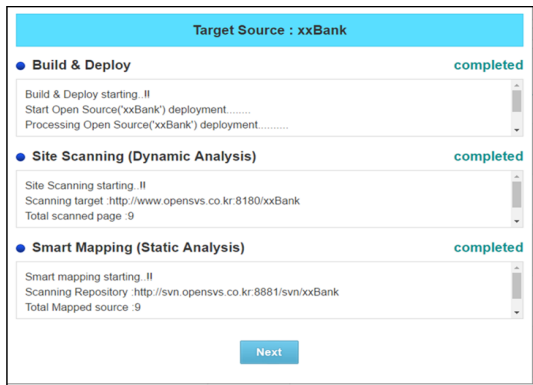 Target Source : xxBank
Build & Deploy completed
Build & Deploy starting..!!
Start Open Source('xxBank') deployment........
Processing Open Source('xxBank') deployment..........
Site Scanning (Dynamic Analysis) completed
Site Scanning starting..!!
Scanning target :http://www.opensvs.co.kr:8180/xxBank
Total scanned page :9
Smart Mapping (Static Analysis) completed
Smart mapping starting..!!
Scanning Repository :http://svn.opensvs.co.kr:8881/svn/xxBank
Total Mapped source :9
Next